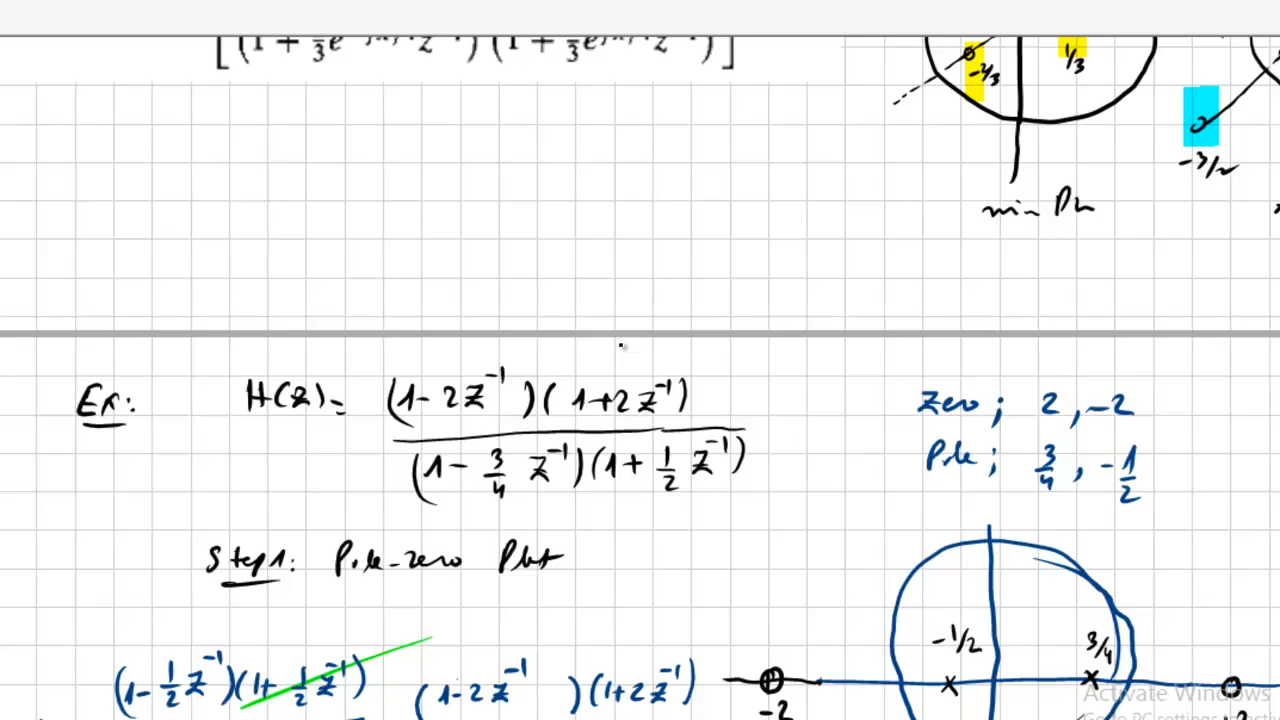 -2/3
1/3
-3/2
min Ph
Ex: H(z) = (1 - 2z⁻¹)(1 + 2z⁻¹)
(1 - 3/4 z⁻¹)(1 + 1/2 z⁻¹)
Zero; 2, -2
Pole; 3/4, -1/2
Step1: Pole-zero Plot
-1/2
3/4
(1 - 1/2 z⁻¹)(1 + 1/2 z⁻¹) (1 - 2z⁻¹)(1 + 2z⁻¹)
-2
Activate Windows